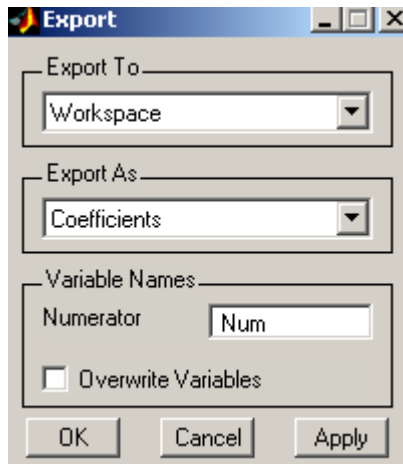 Export
Export To
Workspace
Export As
Coefficients
Variable Names
Numerator Num
Overwrite Variables
OK Cancel Apply